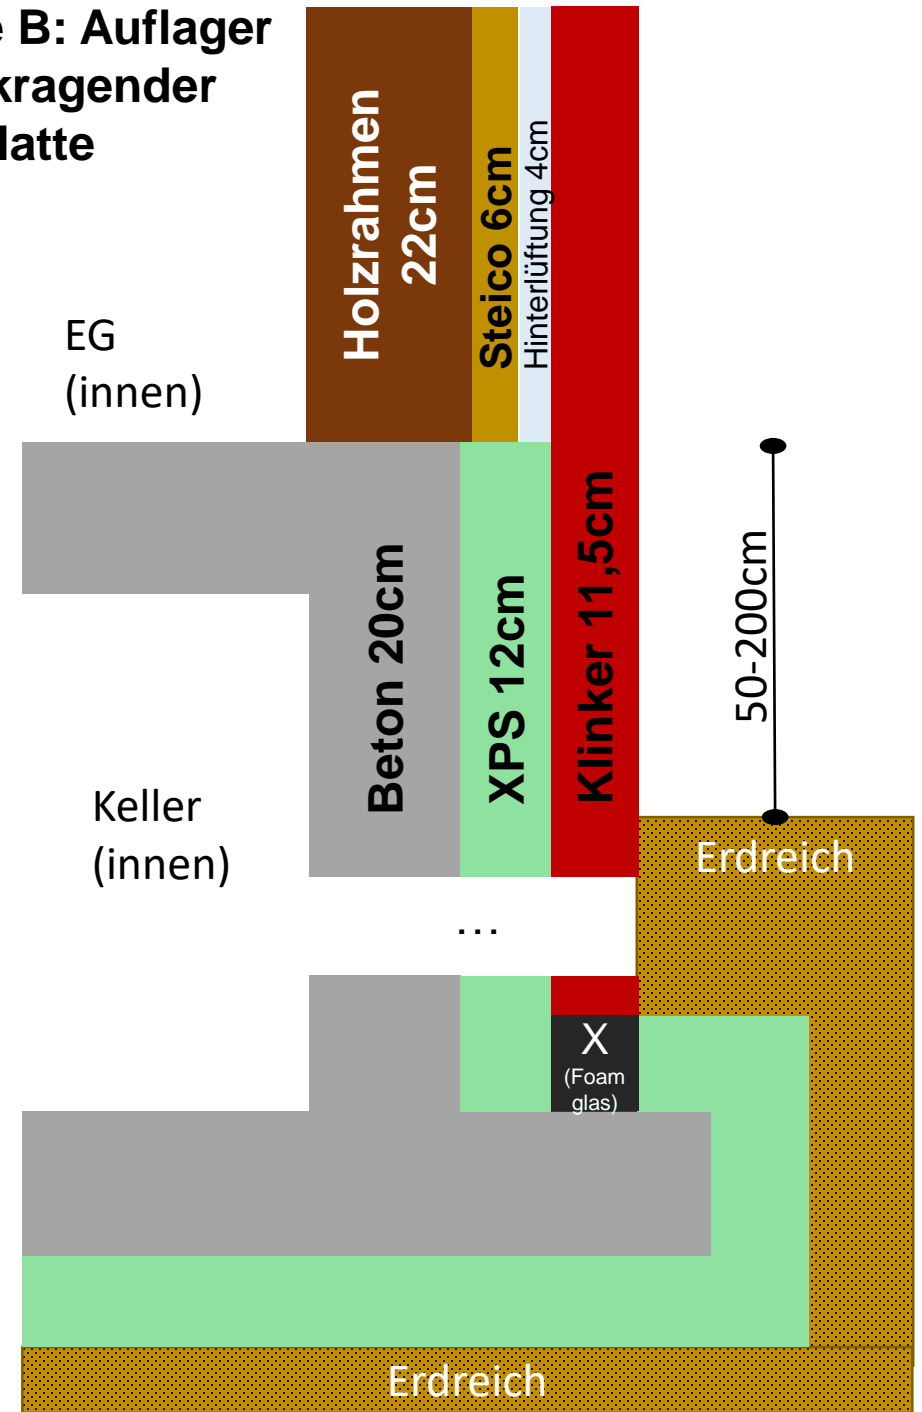 e B: Auflager
kragender
latte
Holzrahmen
22cm
Steico 6cm
Hinterlüftung 4cm
EG
(innen)
Beton 20cm
XPS 12cm
Klinker 11,5cm
50-200cm
Keller
(innen)
Erdreich
...
X
(Foam
glas)
Erdreich